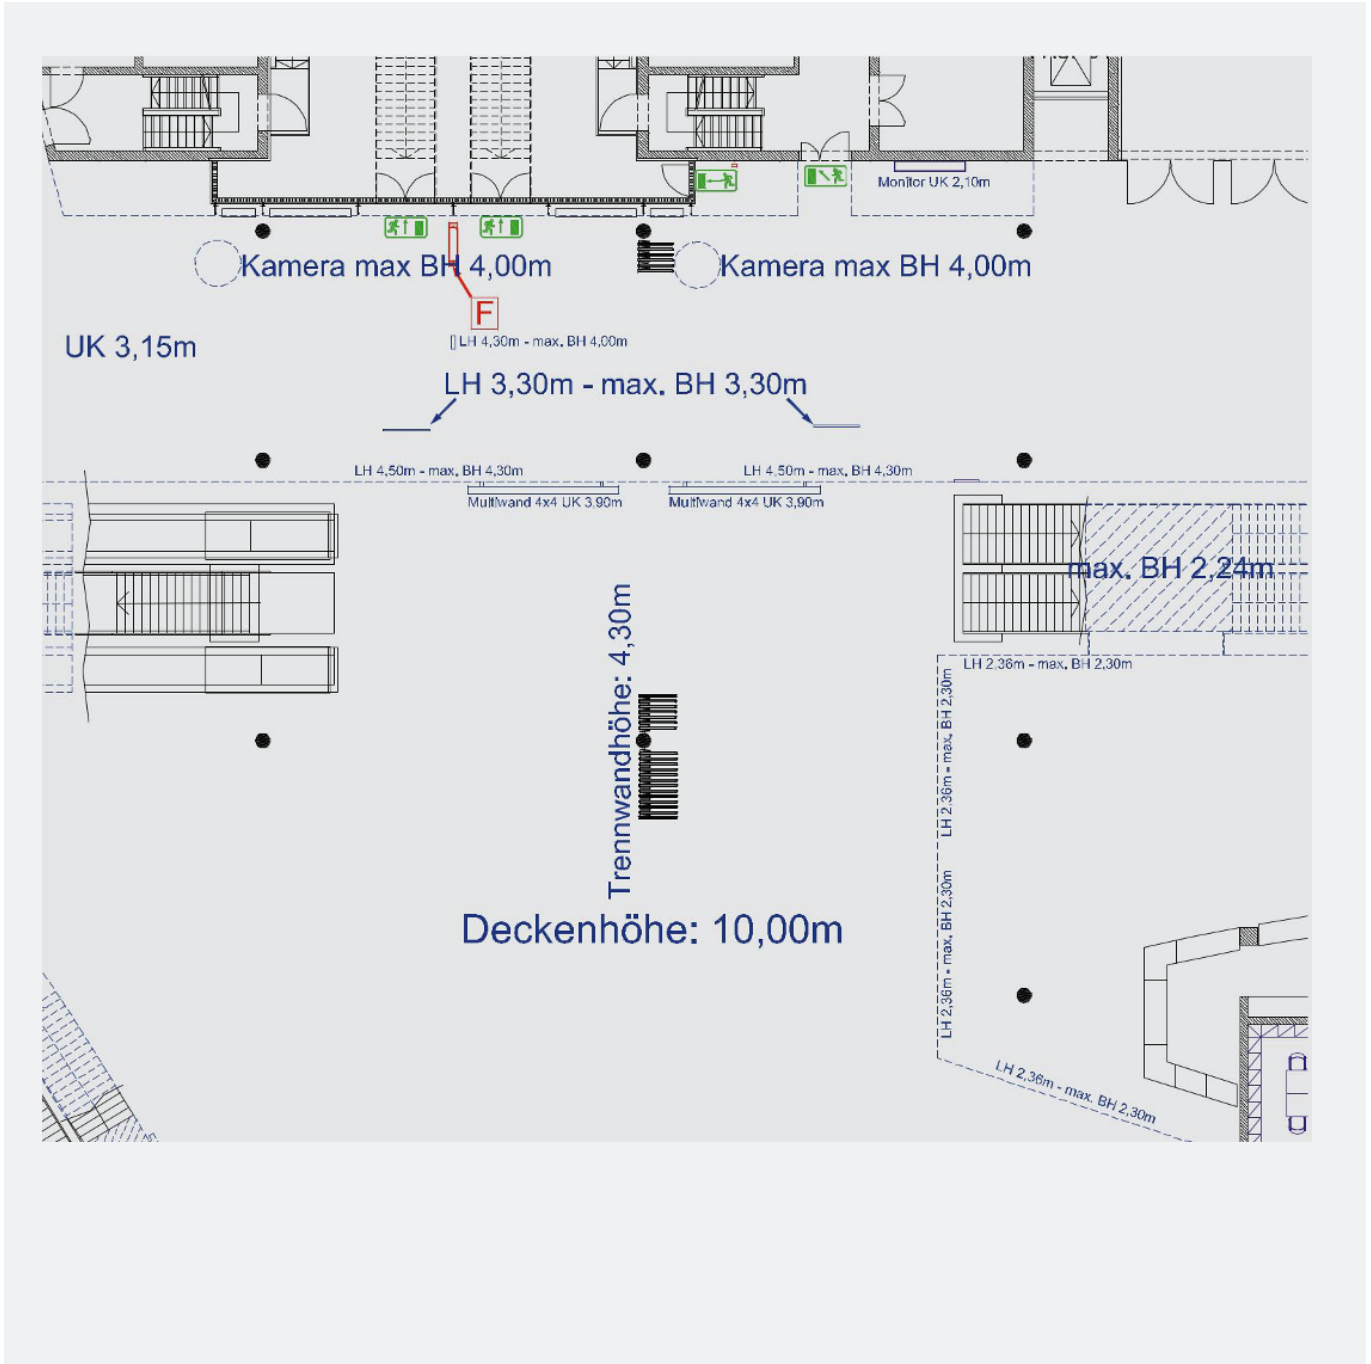 Monitor UK 2,10m
Kamera max BH 4,00m
Kamera max BH 4,00m
F
UK 3,15m
LH 4,30m - max. BH 4,00m
LH 3,30m - max. BH 3,30m
LH 4,50m - max. BH 4,30m
LH 4,50m - max. BH 4,30m
Multiwand 4x4 UK 3,90m
Multiwand 4x4 UK 3,90m
max. BH 2,24m
Trennwandhöhe: 4,30m
LH 2,36m - max. BH 2,30m
LH 2,36m - max. BH 2,30m
LH 2,36m - max. BH 2,30m
Deckenhöhe: 10,00m
LH 2,36m - max. BH 2,30m